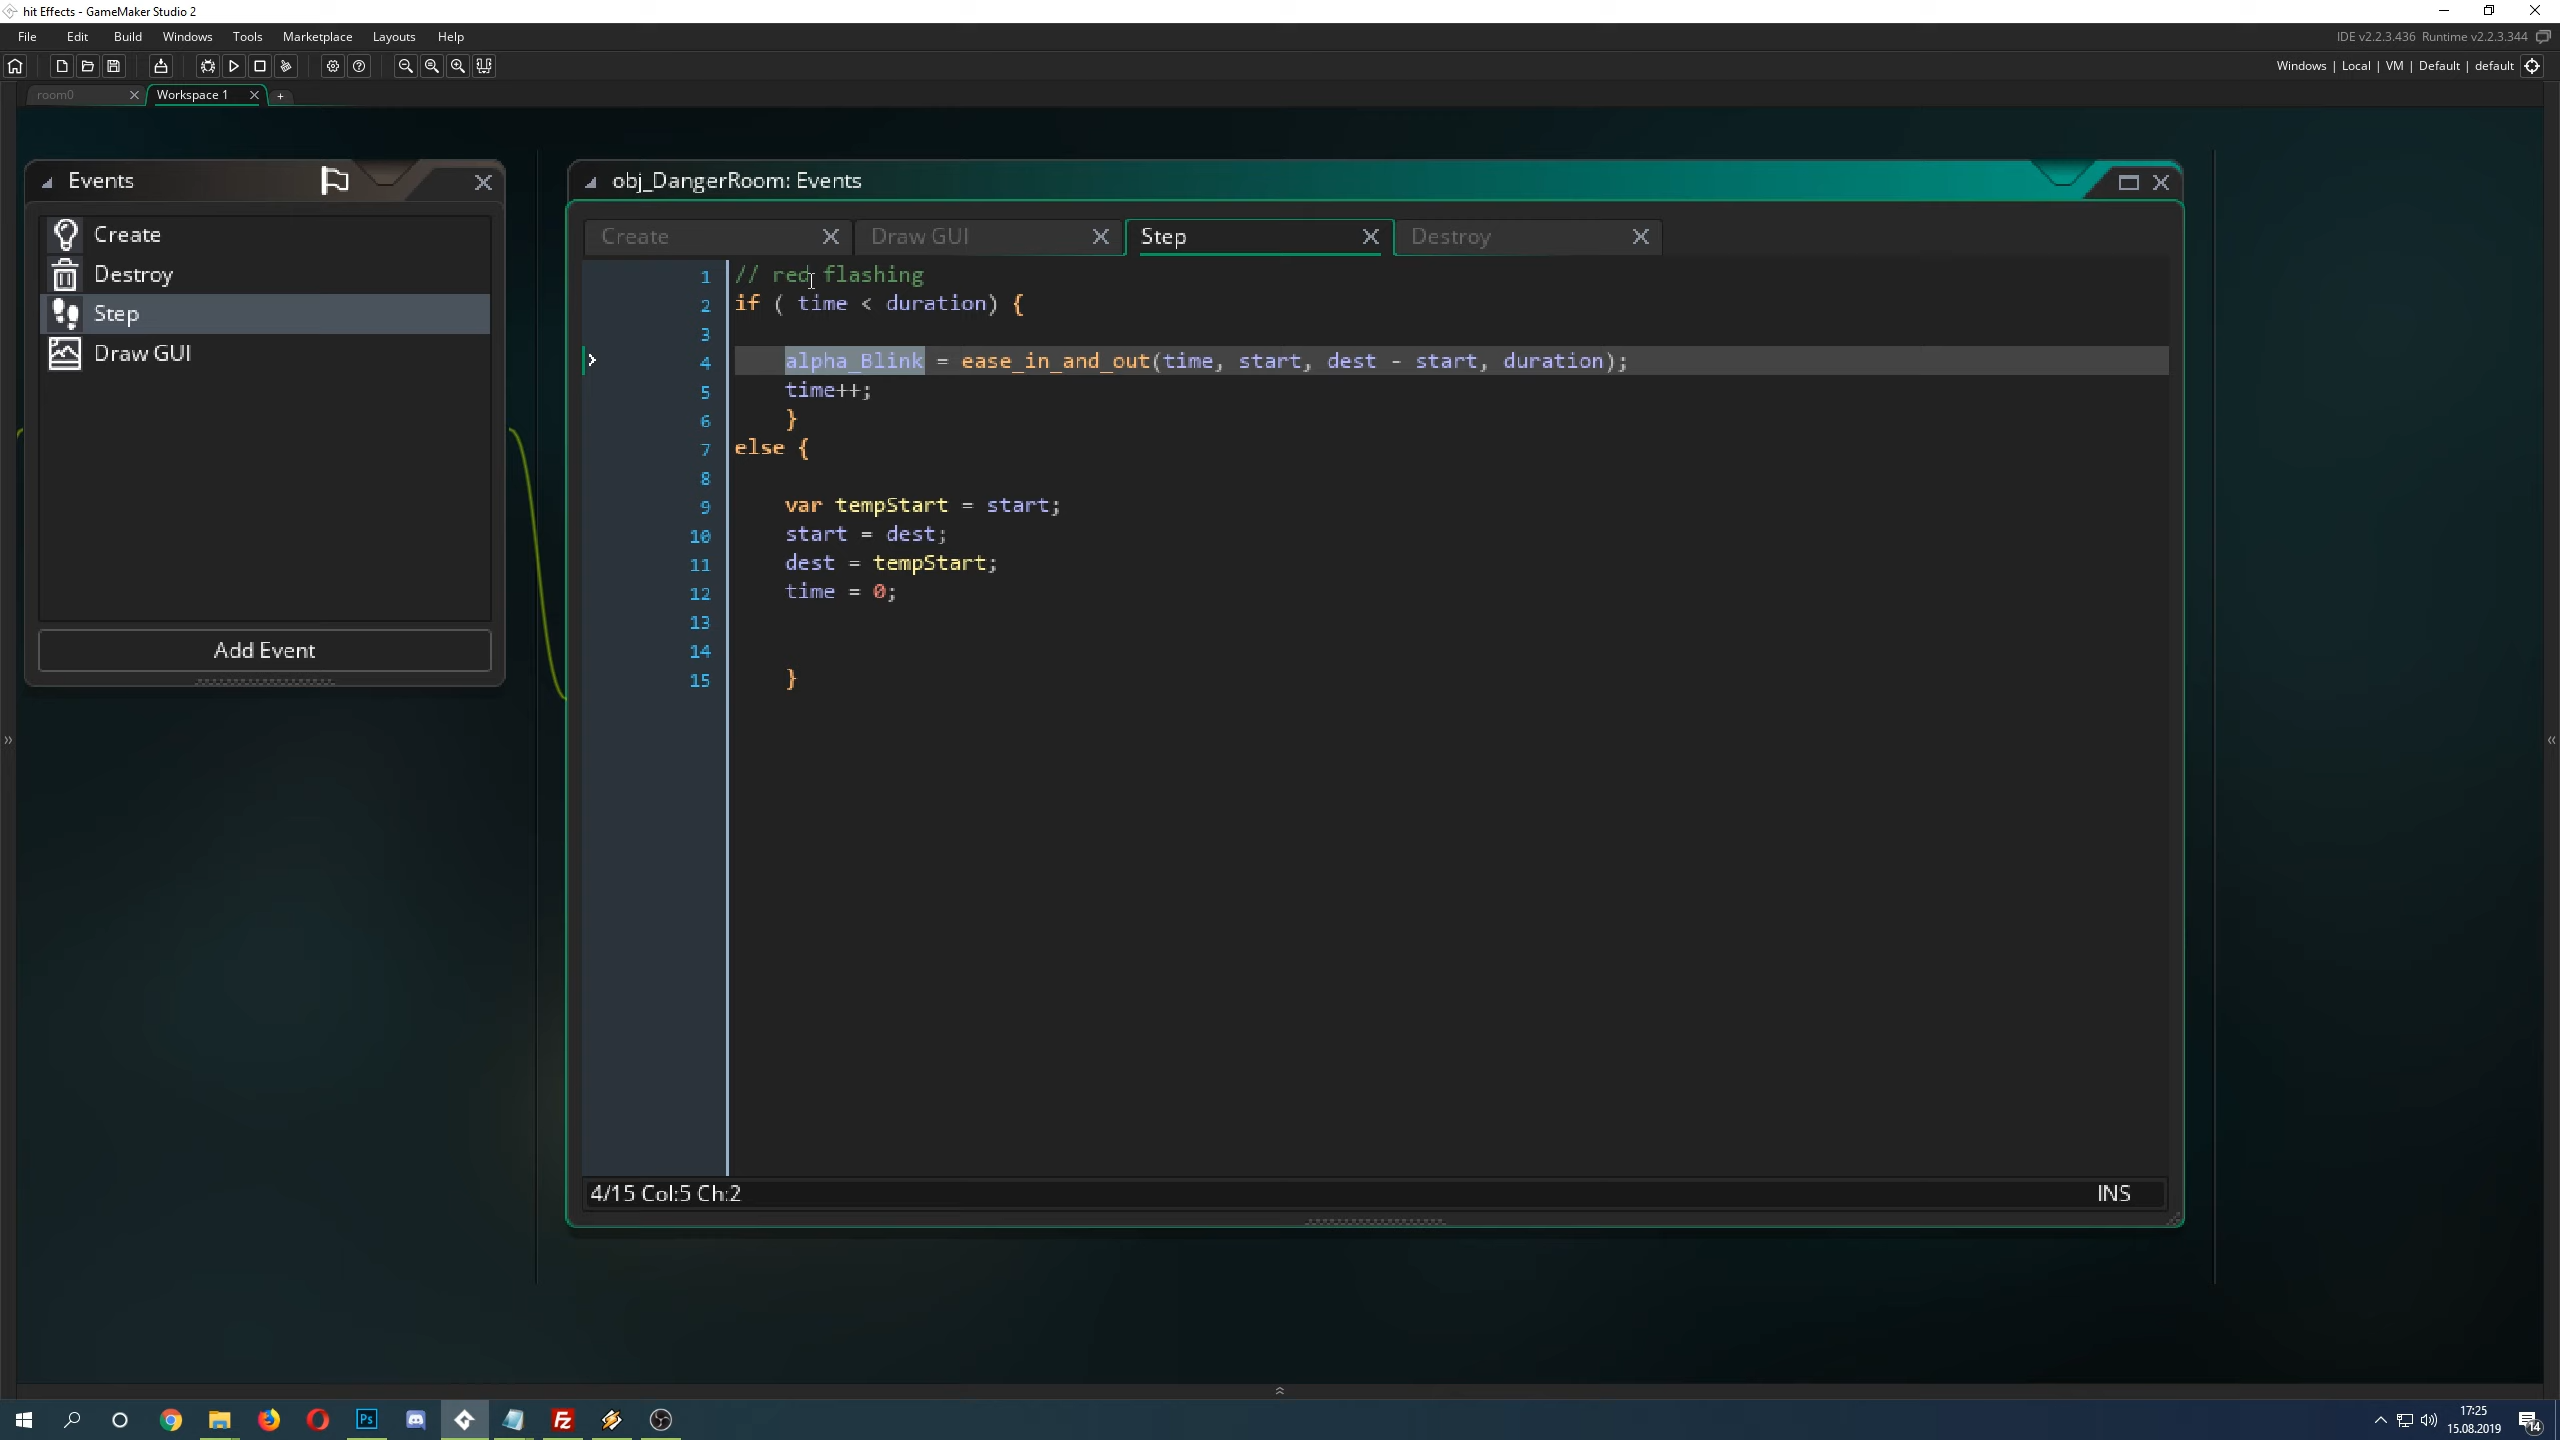 hit Effects - GameMaker Studio 2
File Edit Build Windows Tools Marketplace Layouts Help
IDE v2.2.3.436 Runtime v2.2.3.344
Windows | Local | VM | Default | default
room0
Workspace 1
Events
Create
Destroy
Step
Draw GUI
Add Event
obj_DangerRoom: Events
Create
Draw GUI
Step
Destroy
1 // red flashing
2 if ( time < duration) {
3
4 alpha_Blink = ease_in_and_out(time, start, dest - start, duration);
5 time++;
6 }
7 else {
8
9 var tempStart = start;
10 start = dest;
11 dest = tempStart;
12 time = 0;
13
14
15 }
4/15 Col:5 Ch:2
INS
Ps
Fz
17:25
15.08.2019
14